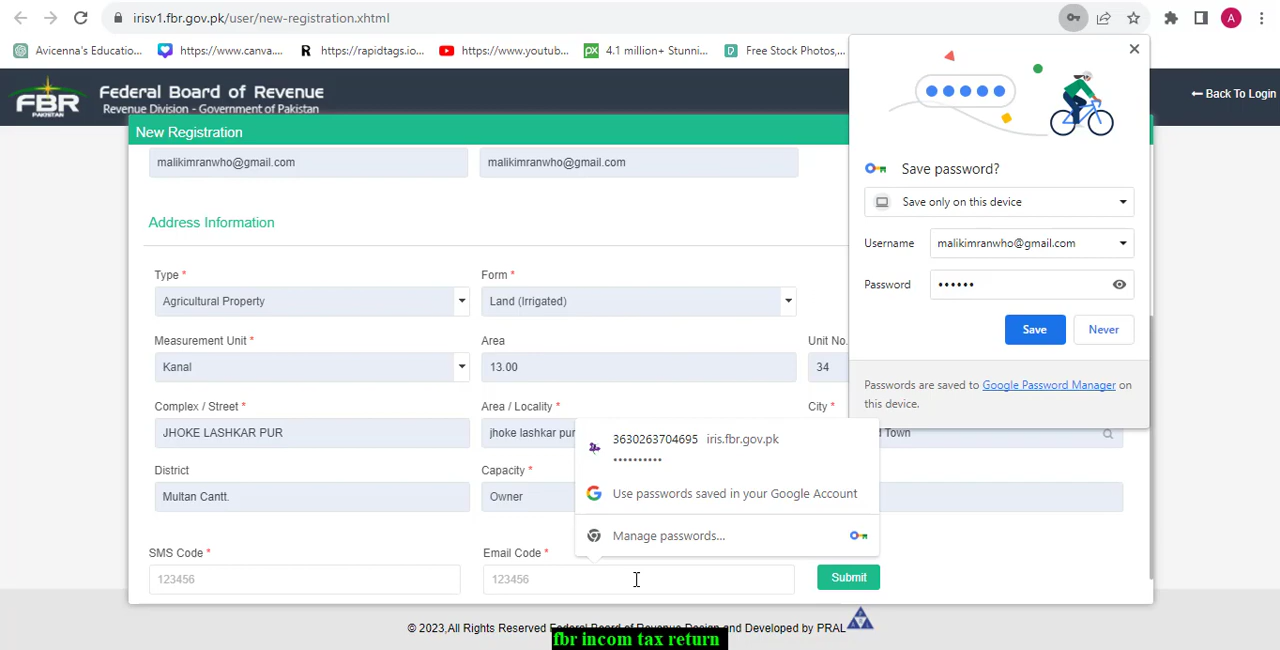 irisv1.fbr.gov.pk/user/new-registration.xhtml
A
Avicenna's Educatio...
https://www.canva....
R
https://rapidtags.io...
https://www.youtub...
px
4.1 million+ Stunni...
Free Stock Photos,...
FBR
PAKISTAN
Federal Board of Revenue
Revenue Division - Government of Pakistan
Back To Login
New Registration
malikimranwho@gmail.com
malikimranwho@gmail.com
Address Information
Type *
Form *
Agricultural Property
Land (Irrigated)
Measurement Unit *
Area
Unit No.
Kanal
13.00
34
Complex / Street *
Area / Locality *
City *
JHOKE LASHKAR PUR
jhoke lashkar pur
d Town
District
Capacity *
Multan Cantt.
Owner
SMS Code *
Email Code *
123456
123456
Submit
Save password?
Save only on this device
Username
malikimranwho@gmail.com
Password
••••••
Save
Never
Passwords are saved to Google Password Manager on
this device.
3630263704695 iris.fbr.gov.pk
••••••••••
Use passwords saved in your Google Account
Manage passwords...
© 2023,All Rights Reserved Federal Board of Revenue Design and Developed by PRAL
fbr incom tax return